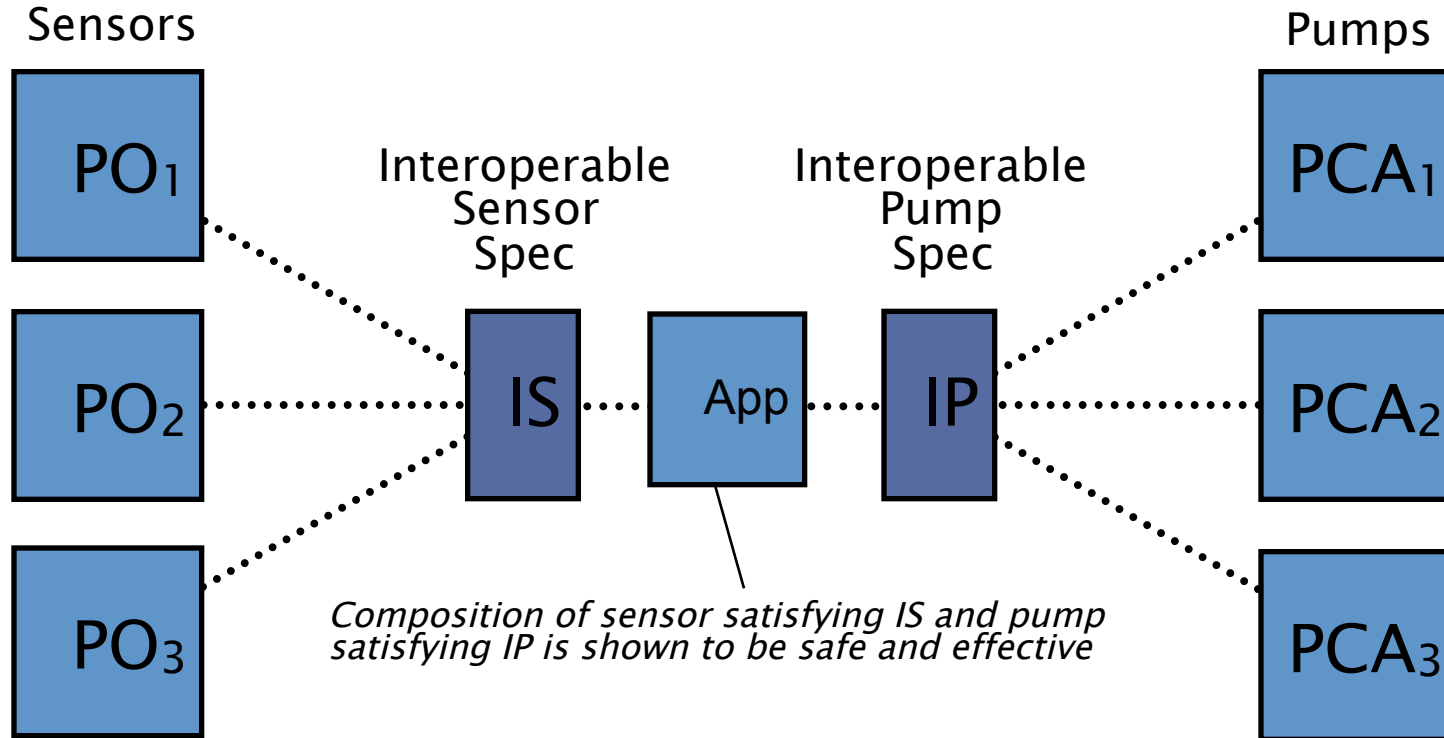 Sensors
Pumps
PO₁
PCA₁
Interoperable
Sensor
Spec
Interoperable
Pump
Spec
PO₂
IS
App
IP
PCA₂
Composition of sensor satisfying IS and pump
satisfying IP is shown to be safe and effective
PO₃
PCA₃